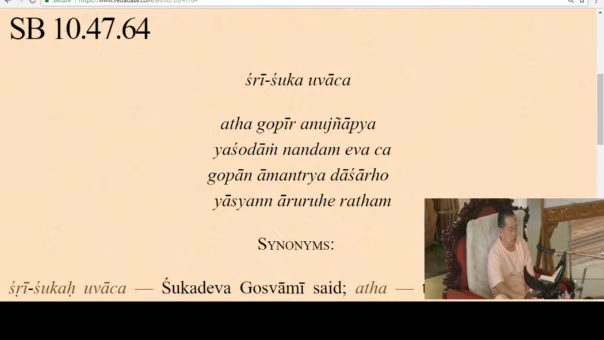 SB 10.47.64
śrī-śuka uvāca
atha gopīr anujñāpya
yaśodāṁ nandam eva ca
gopān āmantrya dāśārho
yāsyann āruruhe ratham
SYNONYMS:
śrī-śukaḥ uvāca — Śukadeva Gosvāmī said; atha —